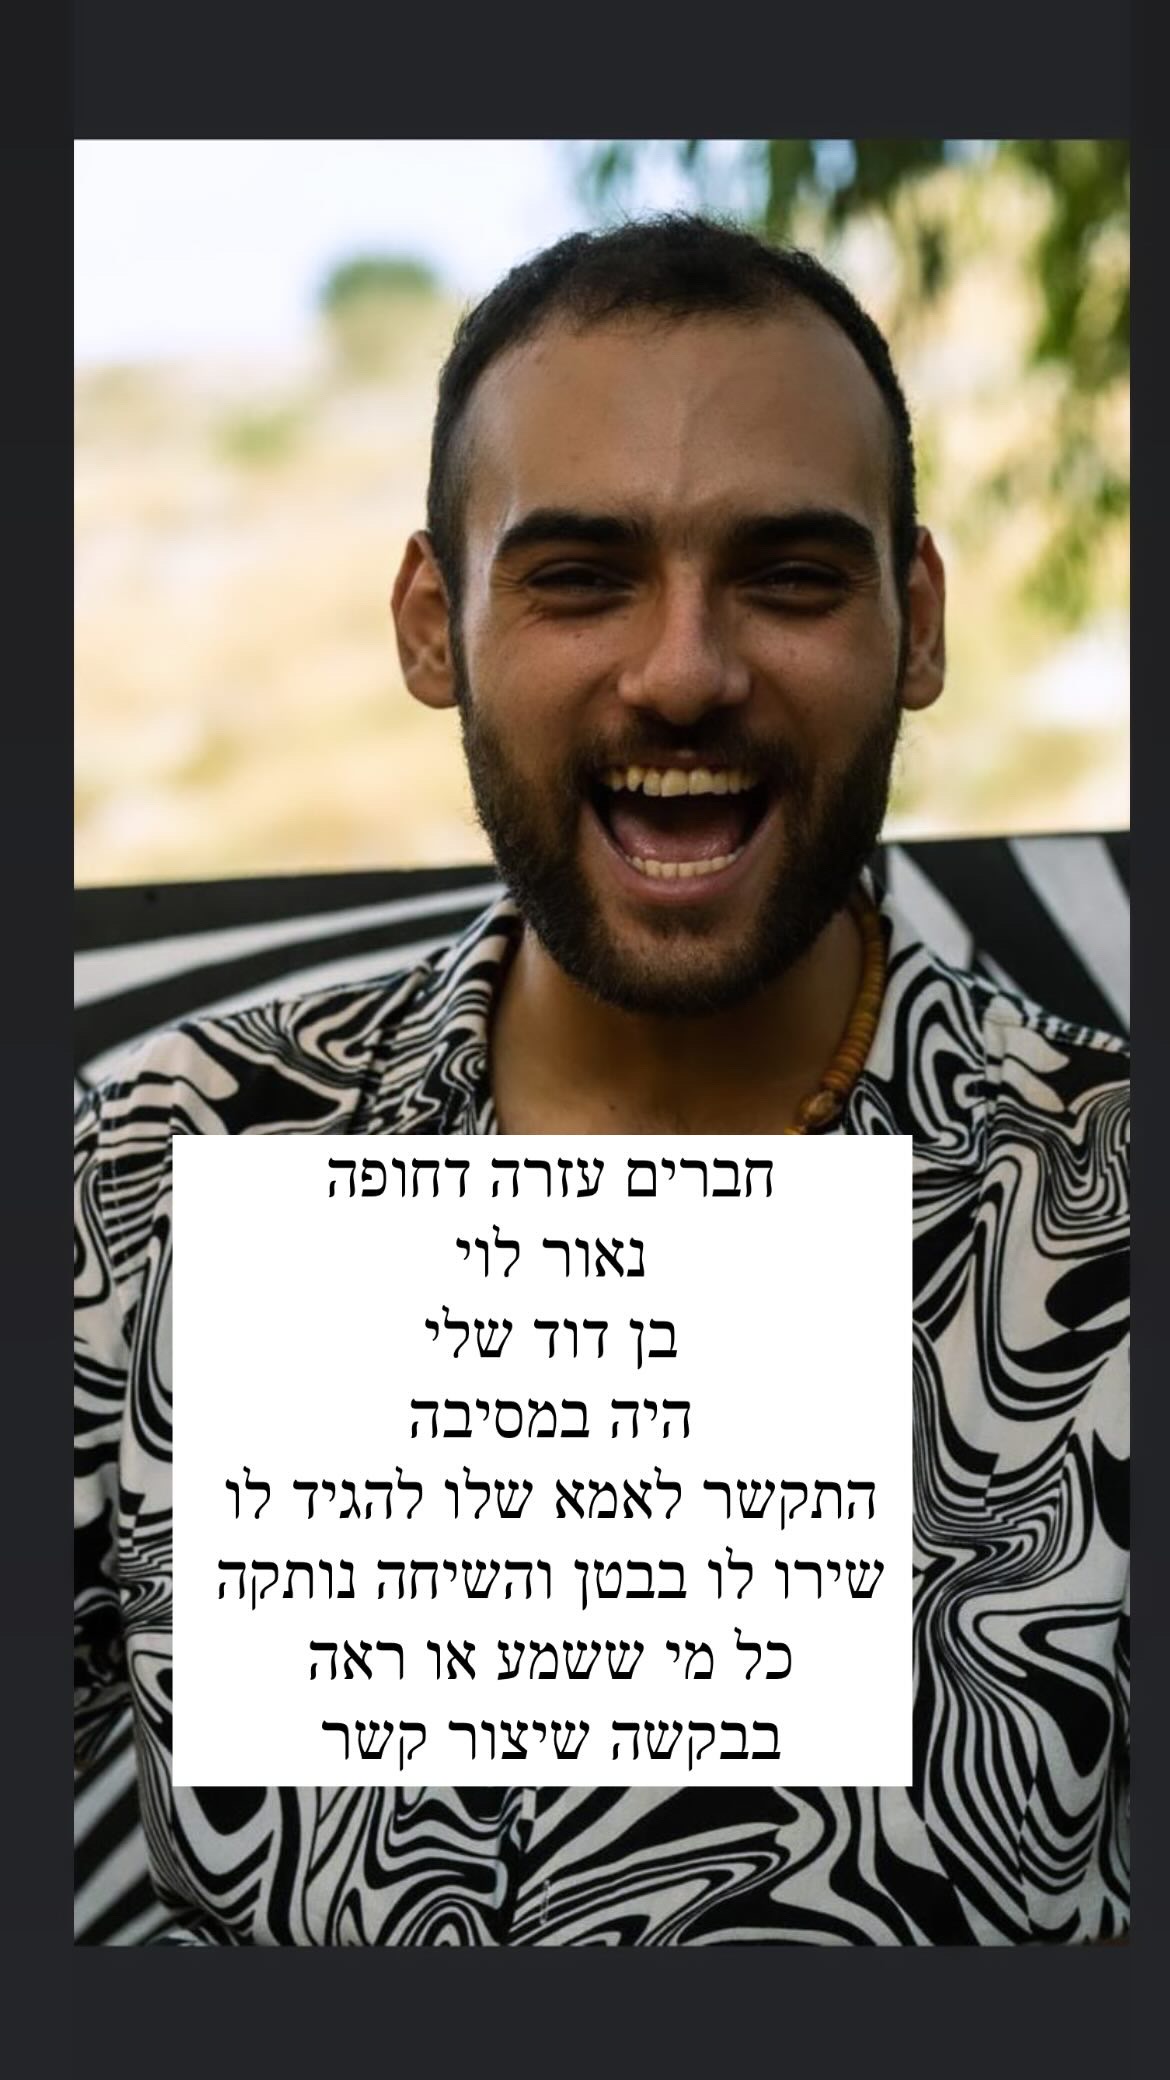 חברים עזרה דחופה
נאור לוי
בן דוד שלי
היה במסיבה
התקשר לאמא שלו להגיד לו
שירו לו בבטן והשיחה נותקה
כל מי ששמע או ראה
בבקשה שיצור קשר